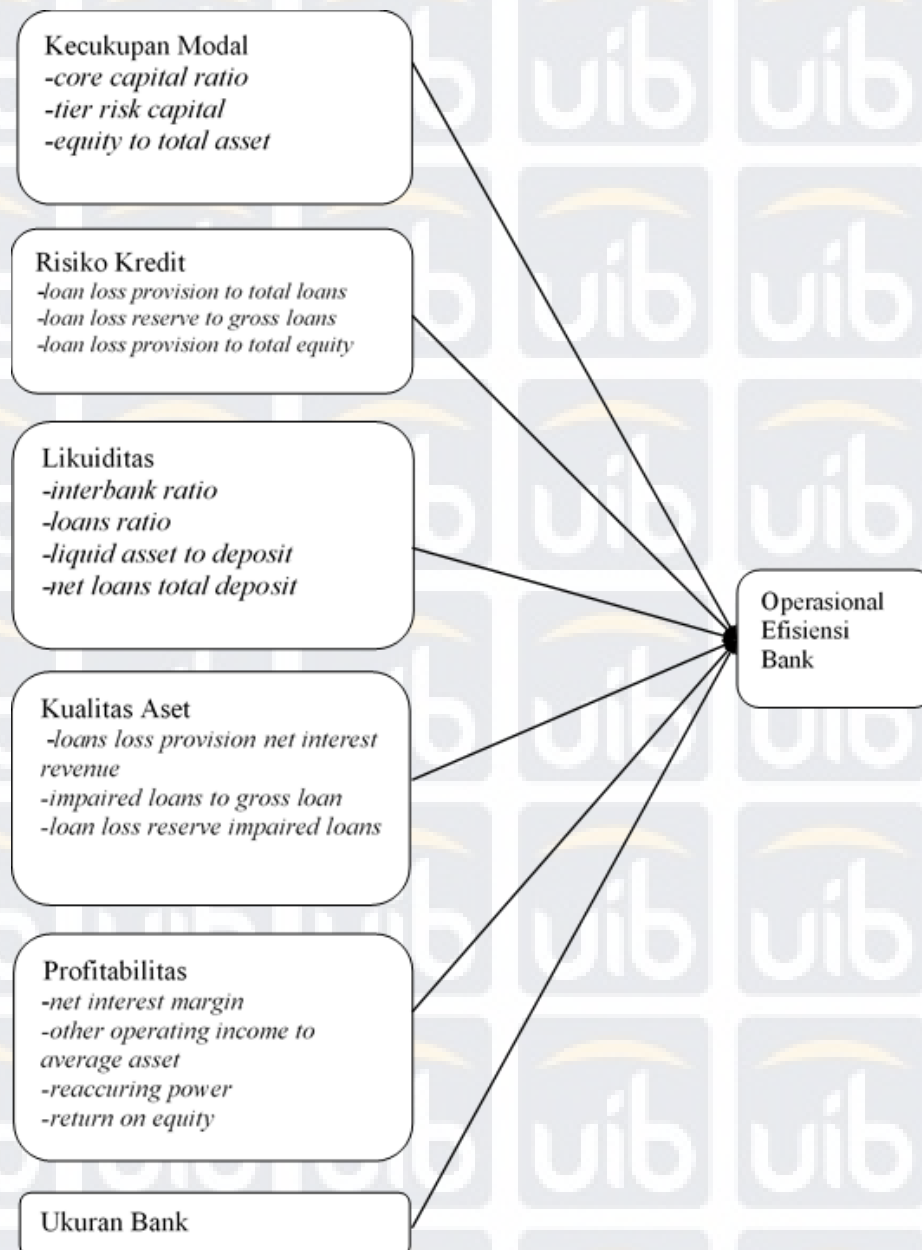 Kecukupan Modal
-core capital ratio
-tier risk capital
-equity to total asset
Risiko Kredit
-loan loss provision to total loans
-loan loss reserve to gross loans
-loan loss provision to total equity
Likuiditas
-interbank ratio
-loans ratio
-liquid asset to deposit
-net loans total deposit
Kualitas Aset
-loans loss provision net interest
revenue
-impaired loans to gross loan
-loan loss reserve impaired loans
Profitabilitas
-net interest margin
-other operating income to
average asset
-reaccuring power
-return on equity
Ukuran Bank
Operasional
Efisiensi
Bank
uib